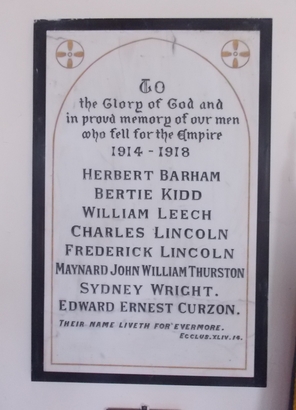 To
the Glory of God and
in proud memory of our men
who fell for the Empire
1914 - 1918
HERBERT BARHAM
BERTIE KIDD
WILLIAM LEECH
CHARLES LINCOLN
FREDERICK LINCOLN
MAYNARD JOHN WILLIAM THURSTON
SYDNEY WRIGHT.
EDWARD ERNEST CURZON.
THEIR NAME LIVETH FOR EVERMORE.
ECCLUS. XLIV. 14.